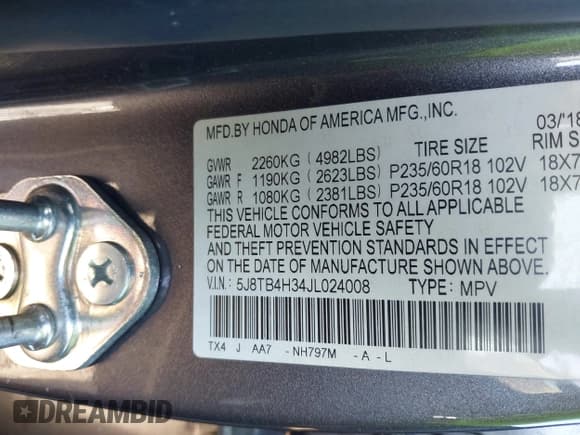 MFD.BY HONDA OF AMERICA MFG.,INC. 03/'18
TIRE SIZE RIM S
GVWR 2260KG ( 4982LBS)
GAWR F 1190KG ( 2623LBS) P235/60R18 102V 18X7
GAWR R 1080KG ( 2381LBS) P235/60R18 102V 18X7
THIS VEHICLE CONFORMS TO ALL APPLICABLE
FEDERAL MOTOR VEHICLE SAFETY
AND THEFT PREVENTION STANDARDS IN EFFECT
ON THE DATE OF MANUFACTURE SHOWN ABOVE.
V.I.N.: 5J8TB4H34JL024008 TYPE: MPV
TX4 J AA7 - NH797M - A - L
DREAMBID